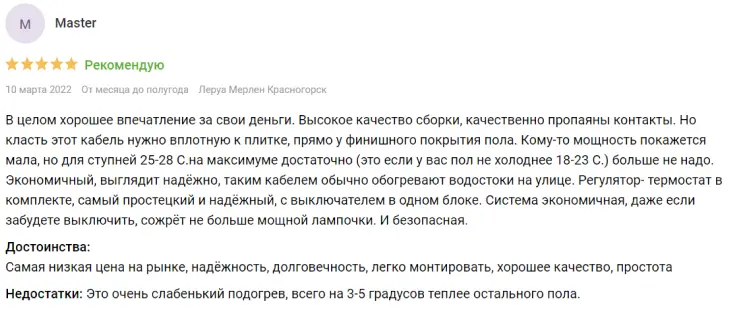 M
Master
Рекомендую
10 марта 2022 От месяца до полугода Леруа Мерлен Красногорск
В целом хорошее впечатление за свои деньги. Высокое качество сборки, качественно пропаяны контакты. Но
класть этот кабель нужно вплотную к плитке, прямо у финишного покрытия пола. Кому-то мощность покажется
мала, но для ступней 25-28 С.на максимуме достаточно (это если у вас пол не холоднее 18-23 С.) больше не надо.
Экономичный, выглядит надёжно, таким кабелем обычно обогревают водостоки на улице. Регулятор- термостат в
комплекте, самый простецкий и надёжный, с выключателем в одном блоке. Система экономичная, даже если
забудете выключить, сожрёт не больше мощной лампочки. И безопасная.
Достоинства:
Самая низкая цена на рынке, надёжность, долговечность, легко монтировать, хорошее качество, простота
Недостатки: Это очень слабенький подогрев, всего на 3-5 градусов теплее остального пола.